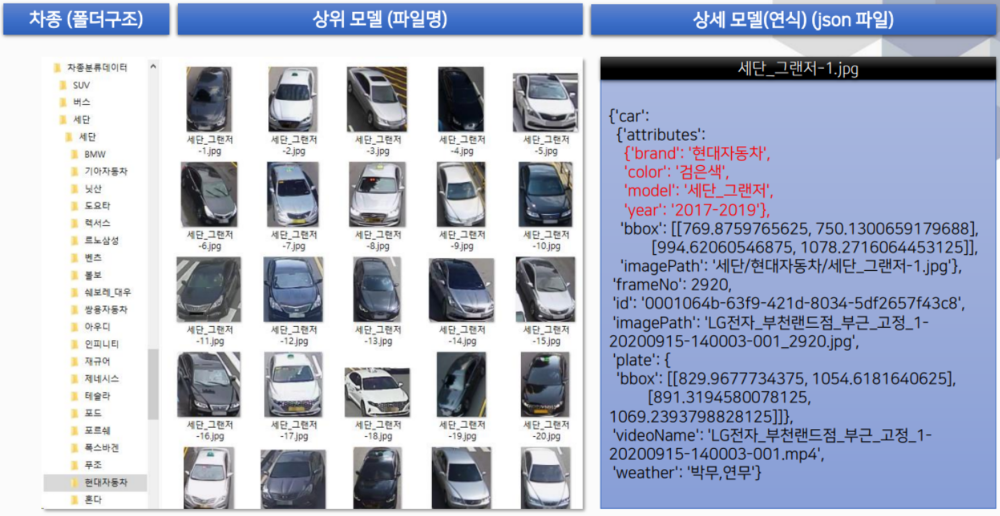 차종 (폴더구조)
상위 모델 (파일명)
상세 모델(연식) (json 파일)
차종분류데이터
SUV
버스
세단
세단
BMW
기아자동차
닛산
도요타
렉서스
르노삼성
벤츠
볼보
쉐보레_대우
쌍용자동차
아우디
인피니티
재규어
제네시스
테슬라
포드
포르쉐
폭스바겐
푸조
현대자동차
혼다
세단_그랜저
-1.jpg
세단_그랜저
-2.jpg
세단_그랜저
-3.jpg
세단_그랜저
-4.jpg
세단_그랜저
-5.jpg
세단_그랜저
-6.jpg
세단_그랜저
-7.jpg
세단_그랜저
-8.jpg
세단_그랜저
-9.jpg
세단_그랜저
-10.jpg
세단_그랜저
-11.jpg
세단_그랜저
-12.jpg
세단_그랜저
-13.jpg
세단_그랜저
-14.jpg
세단_그랜저
-15.jpg
세단_그랜저
-16.jpg
세단_그랜저
-17.jpg
세단_그랜저
-18.jpg
세단_그랜저
-19.jpg
세단_그랜저
-20.jpg
세단_그랜저-1.jpg
{'car':
{'attributes':
{'brand': '현대자동차',
'color': '검은색',
'model': '세단_그랜저',
'year': '2017-2019'},
'bbox': [[769.8759765625, 750.1300659179688],
[994.62060546875, 1078.2716064453125]],
'imagePath': '세단/현대자동차/세단_그랜저-1.jpg'},
'frameNo': 2920,
'id': '0001064b-63f9-421d-8034-5df2657f43c8',
'imagePath': 'LG전자_부천랜드점_부근_고정_1-
20200915-140003-001_2920.jpg',
'plate': {
'bbox': [[829.9677734375, 1054.6181640625],
[891.3194580078125,
1069.2393798828125]]},
'videoName': 'LG전자_부천랜드점_부근_고정_1-
20200915-140003-001.mp4',
'weather': '박무,연무'}